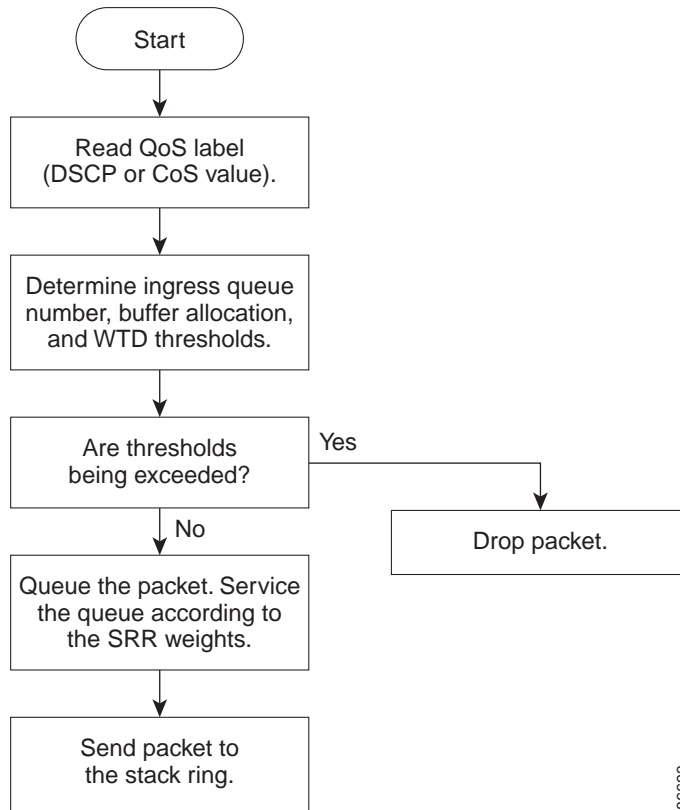 Start
Read QoS label
(DSCP or CoS value).
Determine ingress queue
number, buffer allocation,
and WTD thresholds.
Are thresholds
being exceeded?
Yes
No
Drop packet.
Queue the packet. Service
the queue according to
the SRR weights.
Send packet to
the stack ring.